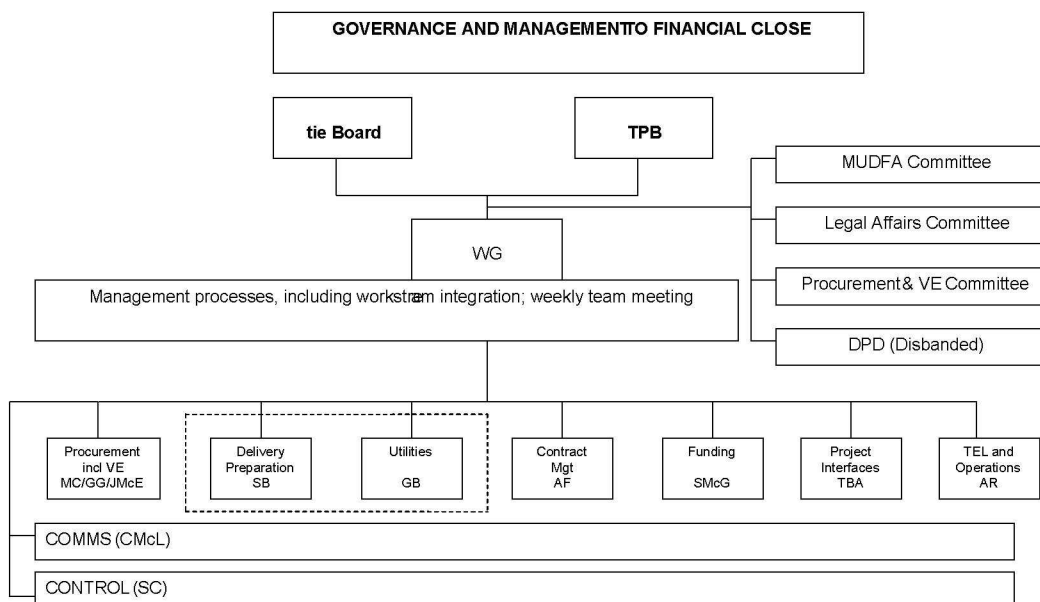 GOVERNANCE AND MANAGEMENT TO FINANCIAL CLOSE
tie Board
TPB
MUDFA Committee
Legal Affairs Committee
WG
Procurement & VE Committee
Management processes, including workstream integration; weekly team meeting
DPD (Disbanded)
Procurement
incl VE
MC/GG/JMcE
Delivery
Preparation
SB
Utilities
GB
Contract
Mgt
AF
Funding
SMcG
Project
Interfaces
TBA
TEL and
Operations
AR
COMMS (CMcL)
CONTROL (SC)